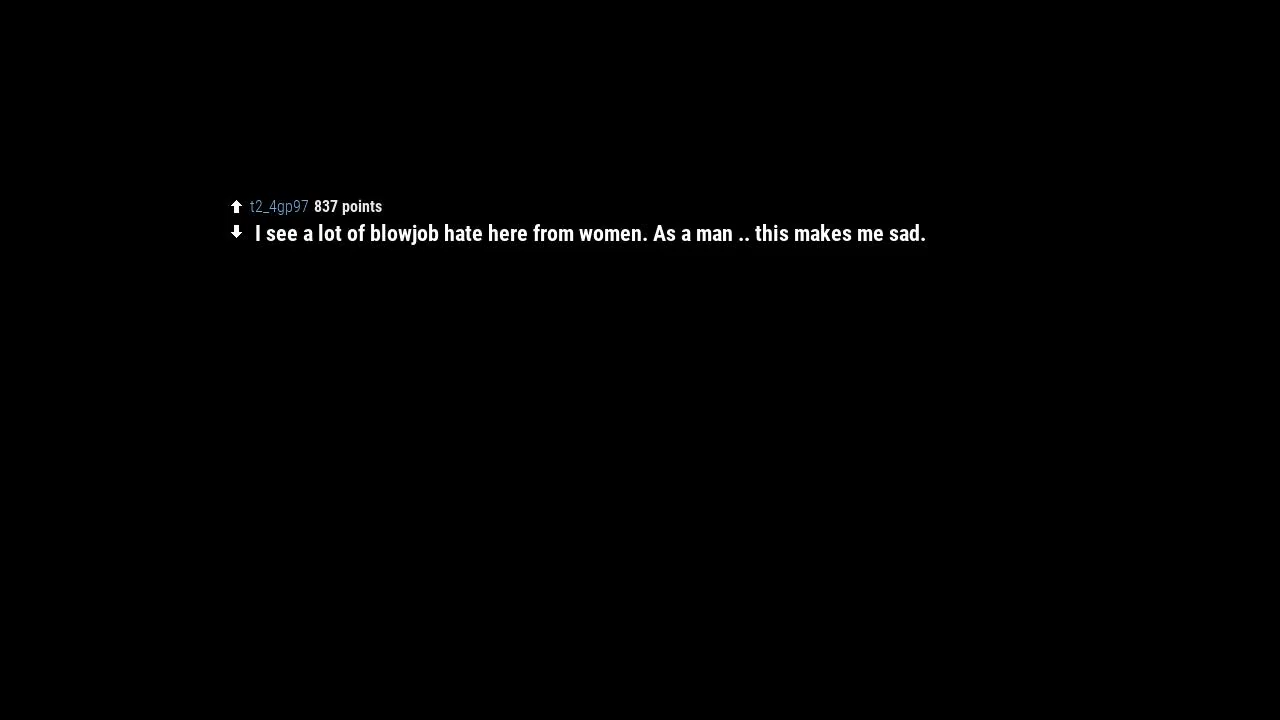 t2_4gp97 837 points
I see a lot of blowjob hate here from women. As a man .. this makes me sad.